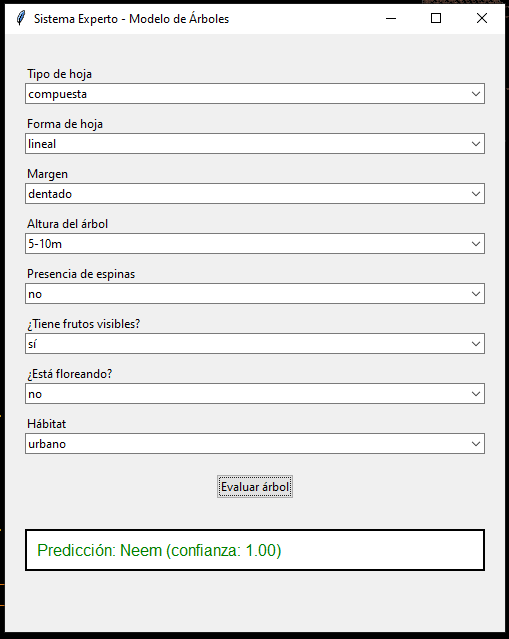 Sistema Experto - Modelo de Árboles
Tipo de hoja
compuesta
Forma de hoja
lineal
Margen
dentado
Altura del árbol
5-10m
Presencia de espinas
no
¿Tiene frutos visibles?
sí
¿Está floreando?
no
Hábitat
urbano
Evaluar árbol
Predicción: Neem (confianza: 1.00)